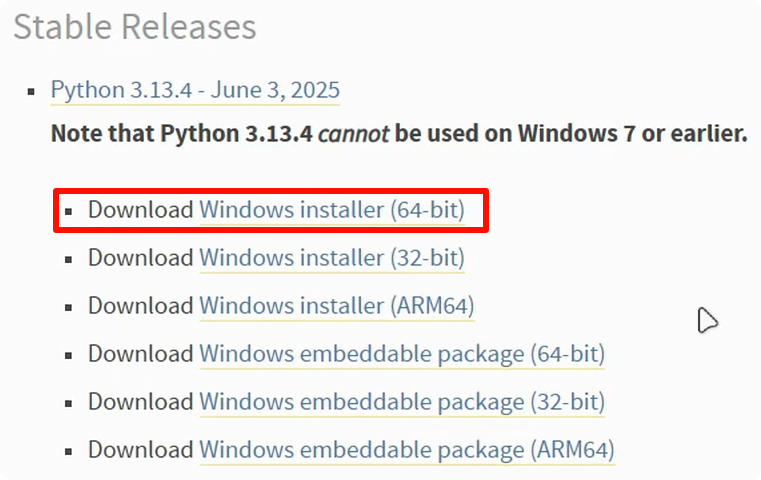 Stable Releases
Python 3.13.4 - June 3, 2025
Note that Python 3.13.4 cannot be used on Windows 7 or earlier.
Download Windows installer (64-bit)
Download Windows installer (32-bit)
Download Windows installer (ARM64)
Download Windows embeddable package (64-bit)
Download Windows embeddable package (32-bit)
Download Windows embeddable package (ARM64)